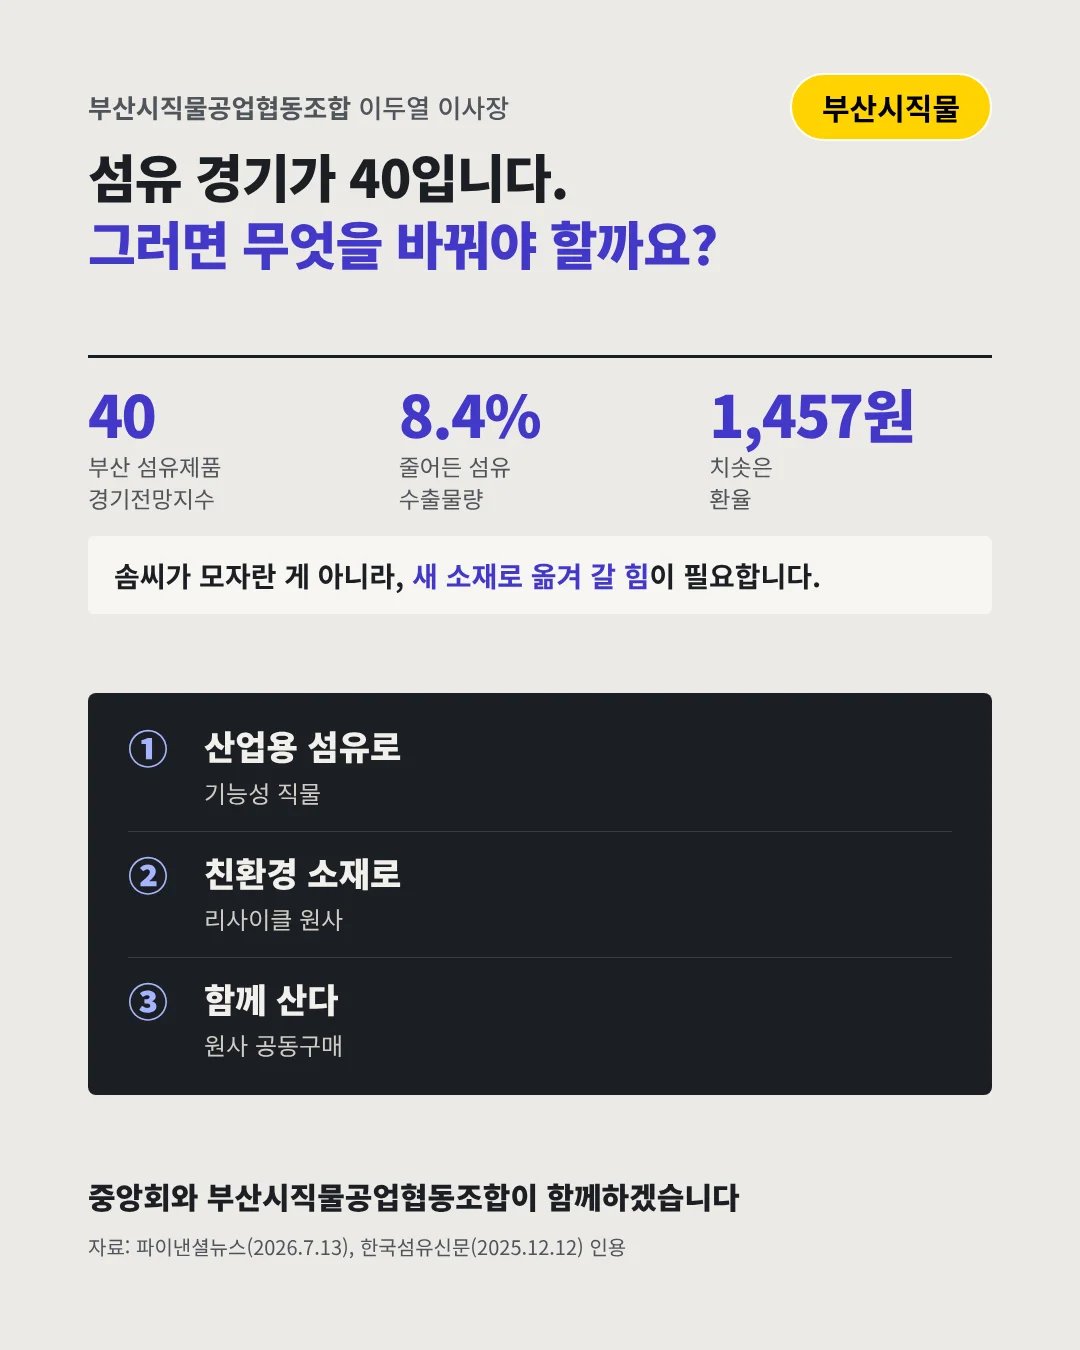 부산시직물공업협동조합 이두열 이사장
부산시직물
섬유 경기가 40입니다.
그러면 무엇을 바꿔야 할까요?
40
부산 섬유제품
경기전망지수
8.4%
줄어든 섬유
수출물량
1,457원
치솟은
환율
솜씨가 모자란 게 아니라, 새 소재로 옮겨 갈 힘이 필요합니다.
① 산업용 섬유로
기능성 직물
② 친환경 소재로
리사이클 원사
③ 함께 산다
원사 공동구매
중앙회와 부산시직물공업협동조합이 함께하겠습니다
자료: 파이낸셜뉴스(2026.7.13), 한국섬유신문(2025.12.12) 인용